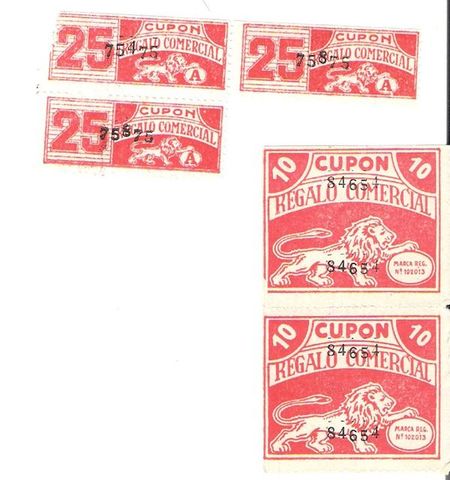 25
CUPON
REGALO COMERCIAL
A
25
CUPON
REGALO COMERCIAL
A
25
CUPON
REGALO COMERCIAL
A
10 CUPON 10
84654
REGALO COMERCIAL
84654
MARCA REG.
Nº 102013
10 CUPON 10
84654
REGALO COMERCIAL
84654
MARCA REG.
Nº 102013